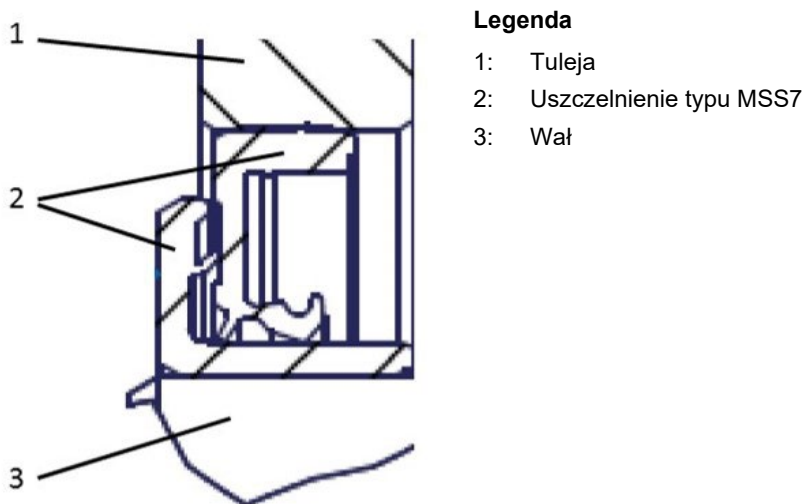 Legenda
1
1: Tuleja
2: Uszczelnienie typu MSS7
3: Wał
2
3